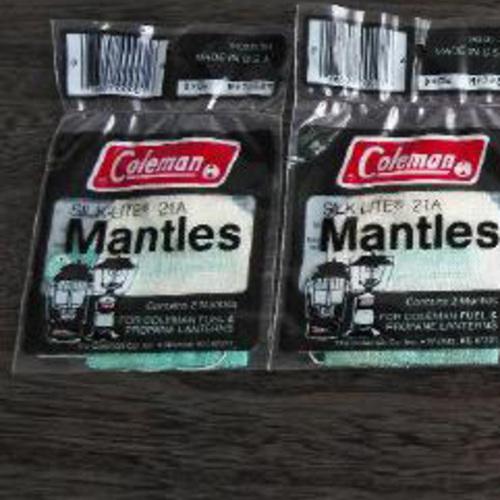 MADE IN U.S.A.
Coleman
SILK-LITE® 21A
Mantles
Contains 2 Mantles
FOR COLEMAN FUEL &
PROPANE LANTERNS
MADE IN U.S.
Coleman
SILK-LITE® 21A
Mantles
Contains 2 Mantles
FOR COLEMAN FUEL &
PROPANE LANTERNS